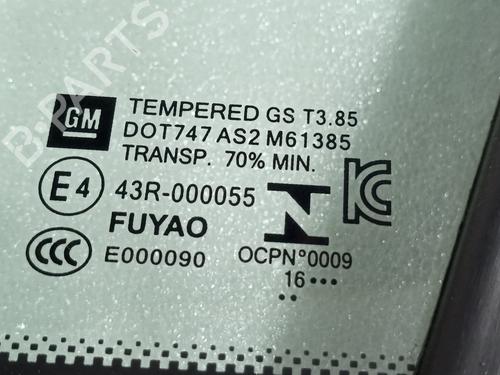 B-PARTS
GM
TEMPERED GS T3.85
DOT747 AS2 M61385
TRANSP. 70% MIN.
E4 43R-000055
FUYAO
CCC E000090
OCPN°0009
16•••
••
KC